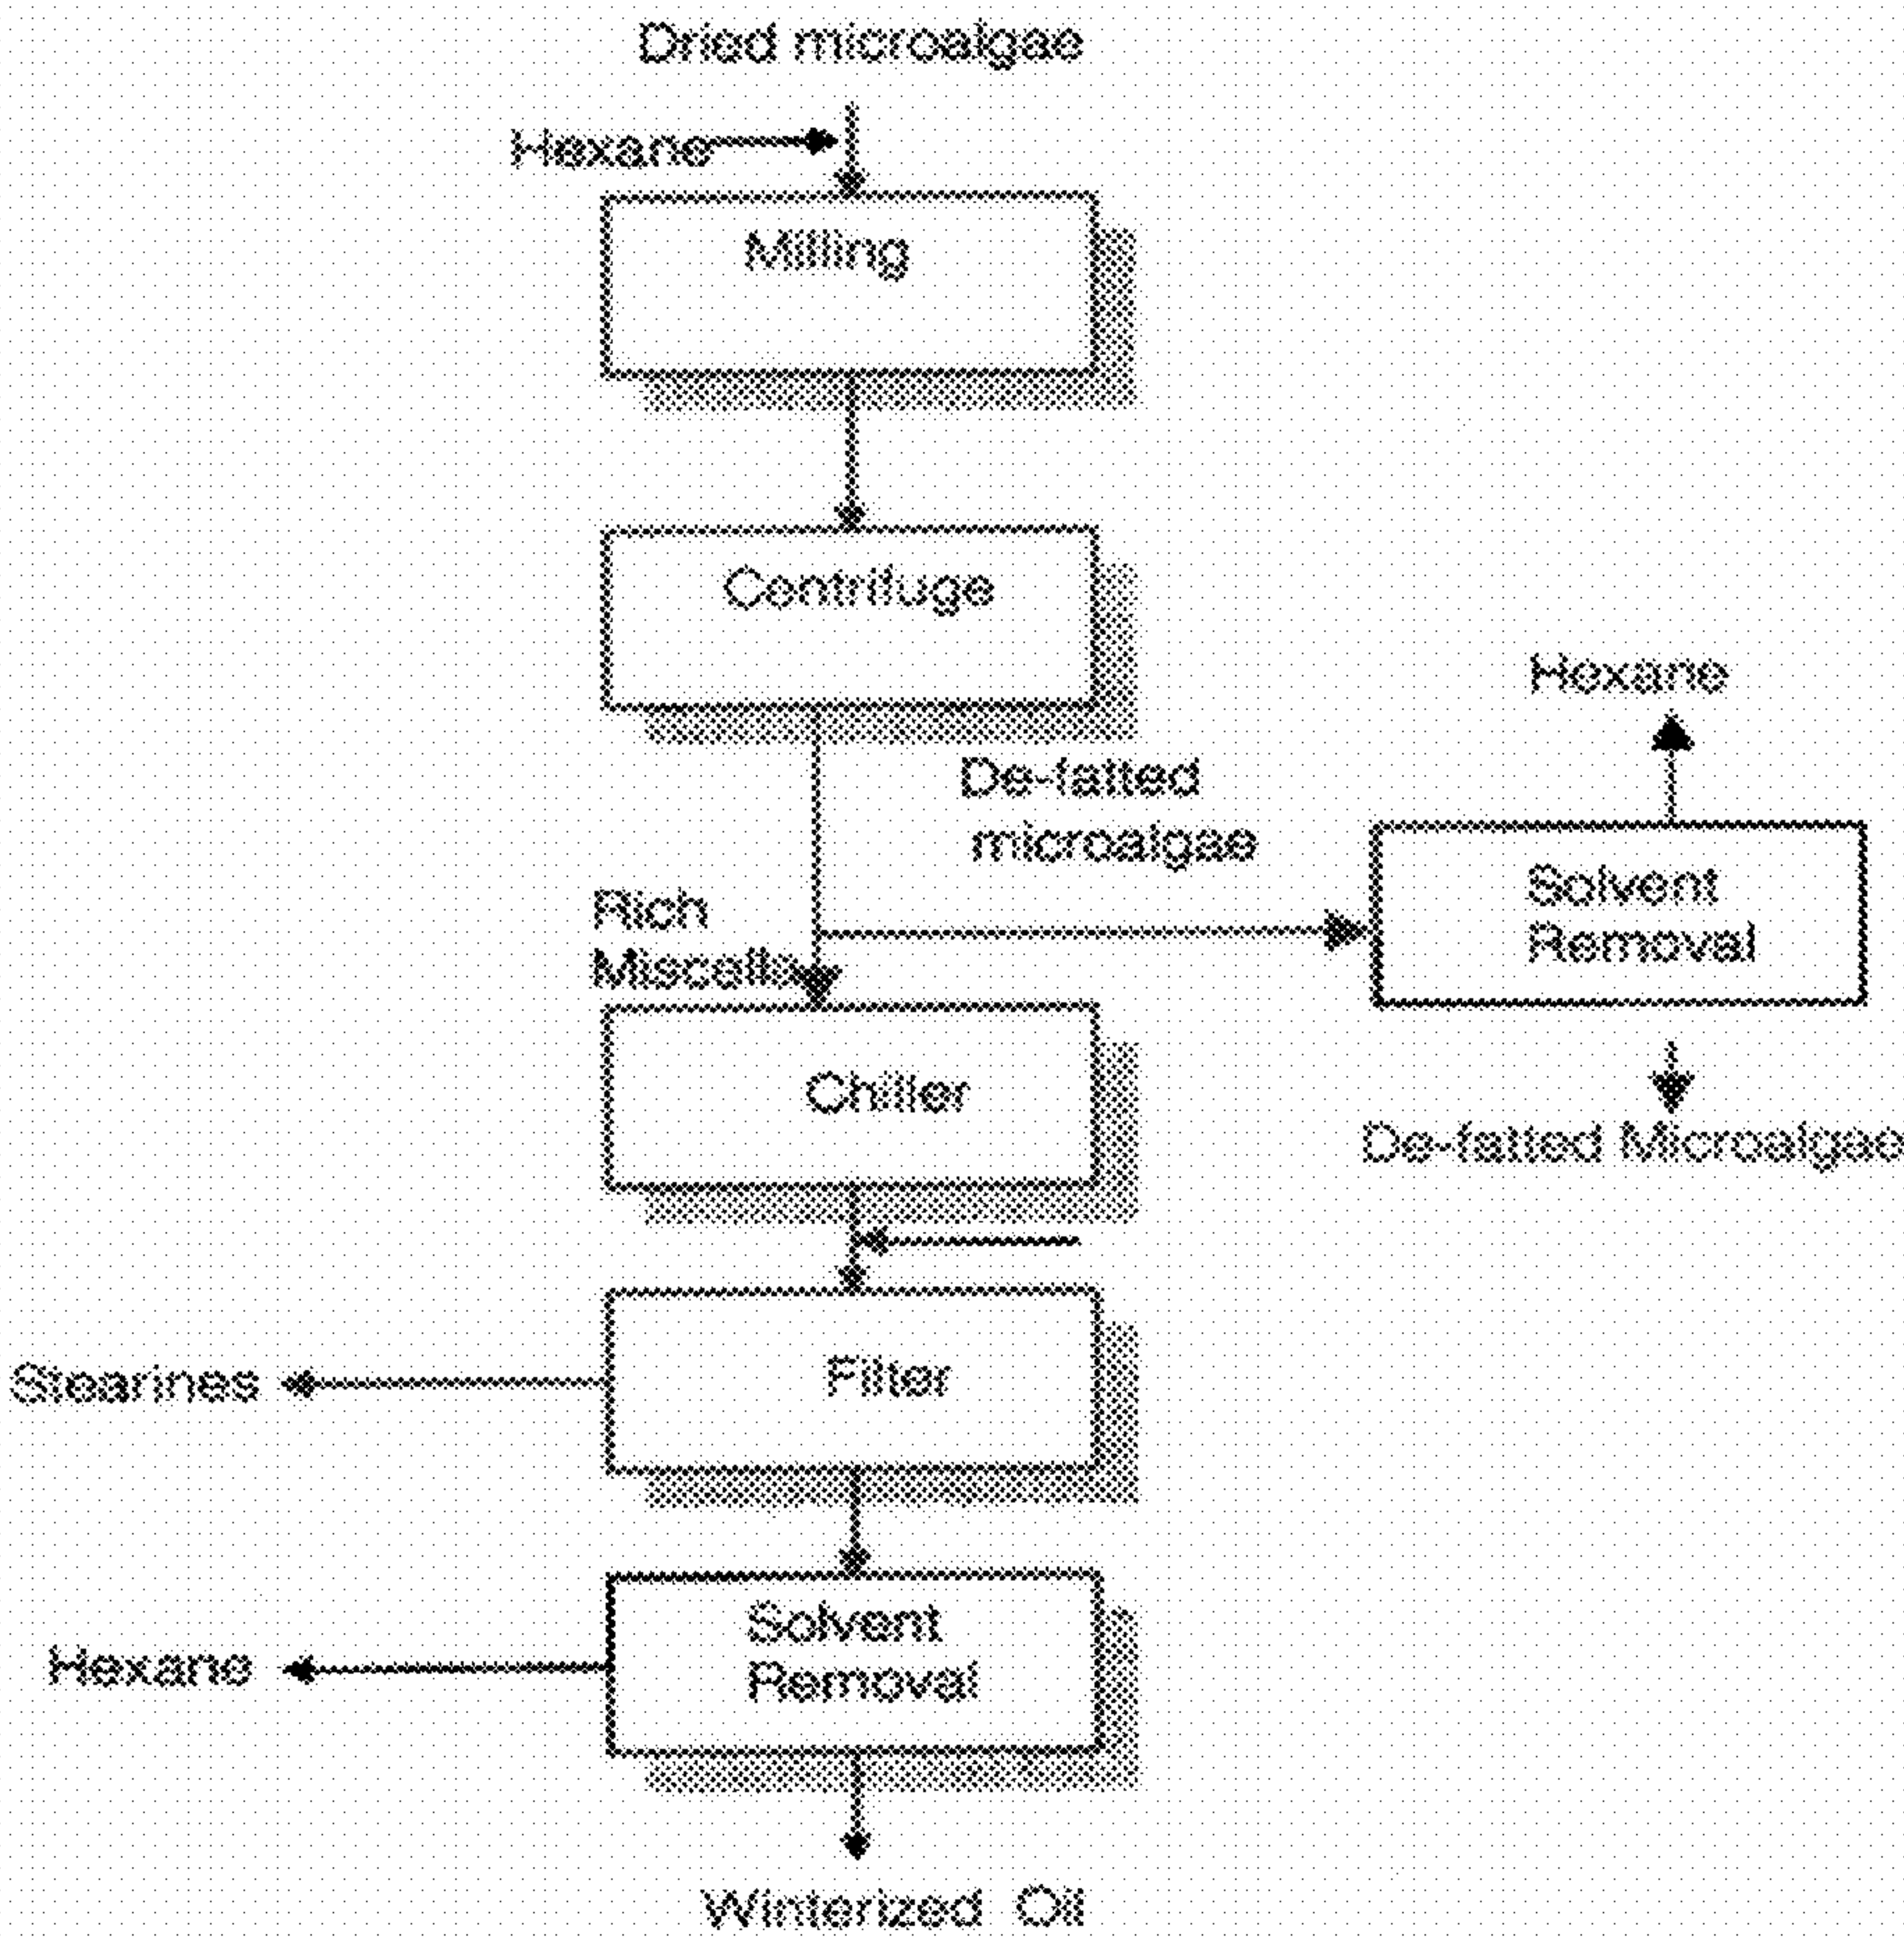 Dried microalgae
Hexane
Milling
Centrifuge
Hexane
De-fatted
microalgae
Solvent
Removal
Rich
Miscella
Chiller
De-fatted Microalgae
Filter
Stearines
Solvent
Removal
Hexane
Winterized Oil